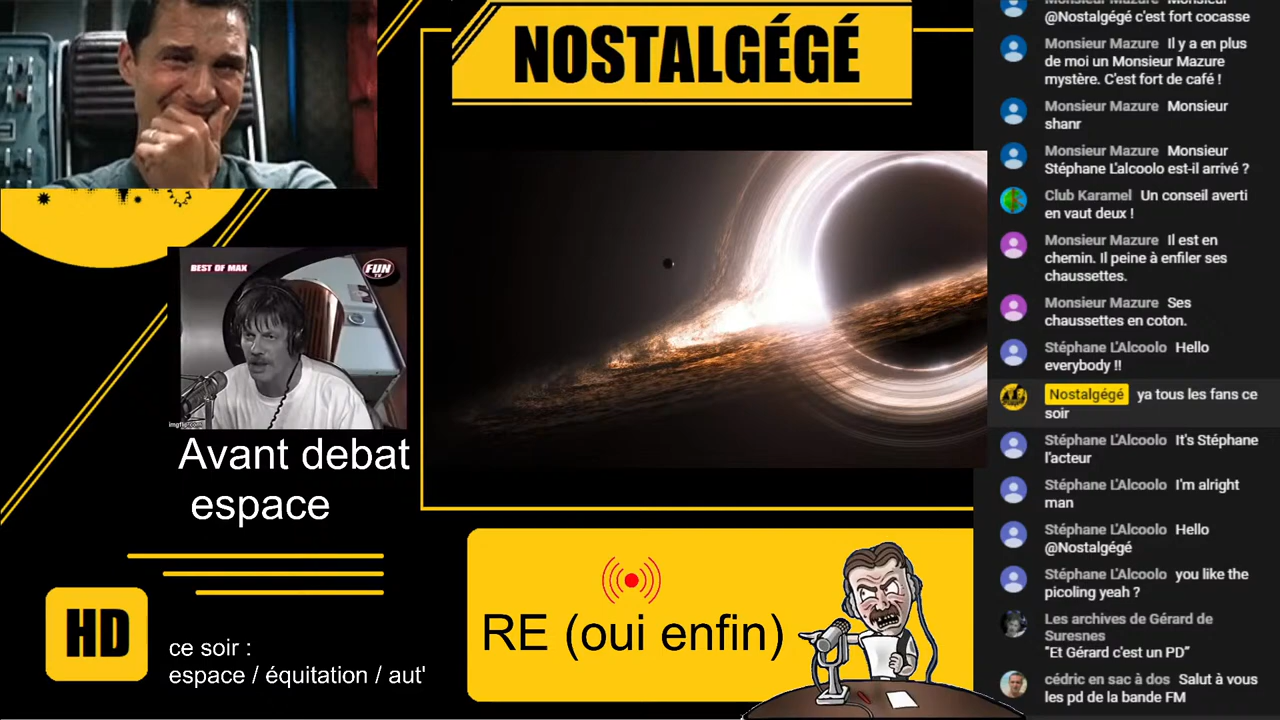 NOSTALGÉGÉ
BEST OF MAX
FUN
TV
imgflip.com
Avant debat
espace
HD
ce soir :
espace / équitation / aut'
RE (oui enfin)
@Nostalgégé c'est fort cocasse
Monsieur Mazure Il y a en plus
de moi un Monsieur Mazure
mystère. C'est fort de café !
Monsieur Mazure Monsieur
shanr
Monsieur Mazure Monsieur
Stéphane L'alcoolo est-il arrivé ?
Club Karamel Un conseil averti
en vaut deux !
Monsieur Mazure Il est en
chemin. Il peine à enfiler ses
chaussettes.
Monsieur Mazure Ses
chaussettes en coton.
Stéphane L'Alcoolo Hello
everybody !!
Nostalgégé ya tous les fans ce
soir
Stéphane L'Alcoolo It's Stéphane
l'acteur
Stéphane L'Alcoolo I'm alright
man
Stéphane L'Alcoolo Hello
@Nostalgégé
Stéphane L'Alcoolo you like the
picoling yeah ?
Les archives de Gérard de
Suresnes
"Et Gérard c'est un PD"
cédric en sac à dos Salut à vous
les pd de la bande FM